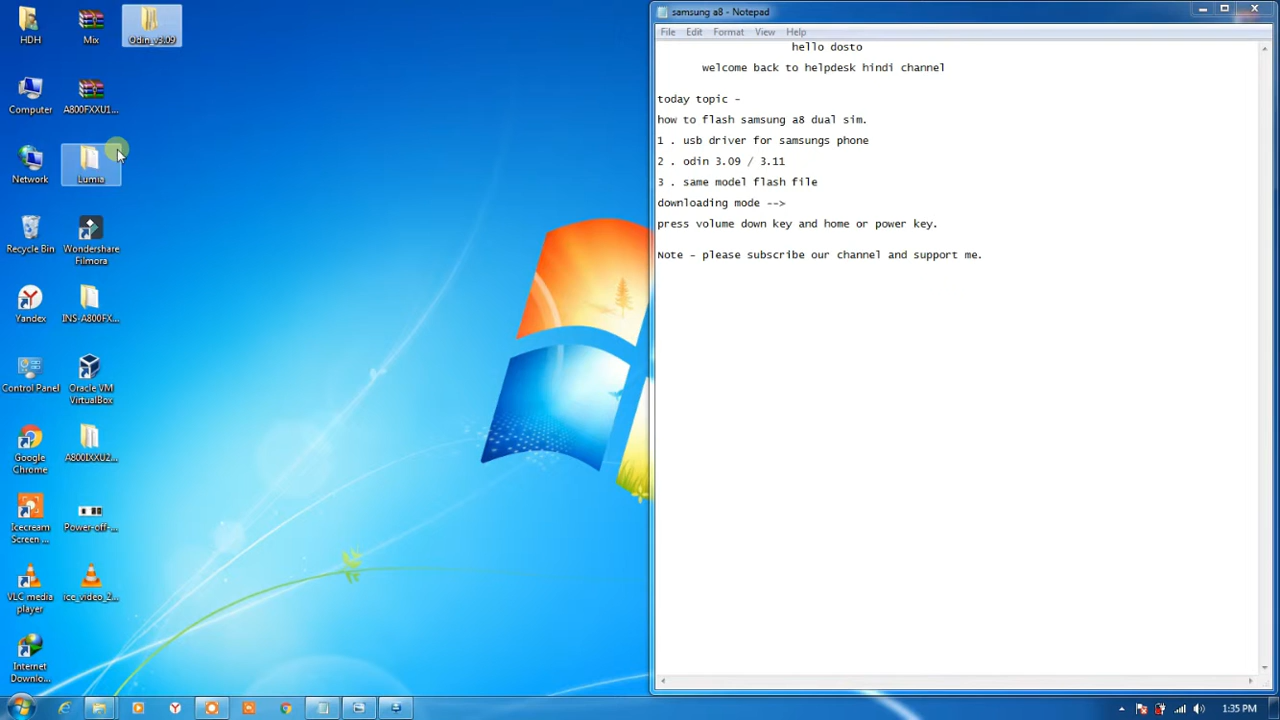 HDH
Mix
Odin_v3.09
Computer
A800FXXU1...
Network
Lumia
Recycle Bin
Wondershare
Filmora
Yandex
INS-A800FX...
Control Panel
Oracle VM
VirtualBox
Google
Chrome
A800IXXU2...
Icecream
Screen ...
Power-off-...
VLC media
player
ice_video_2...
Internet
Downlo...
samsung a8 - Notepad
File Edit Format View Help
hello dosto
welcome back to helpdesk hindi channel
today topic -
how to flash samsung a8 dual sim.
1 . usb driver for samsungs phone
2 . odin 3.09 / 3.11
3 . same model flash file
downloading mode -->
press volume down key and home or power key.
Note - please subscribe our channel and support me.
1:35 PM